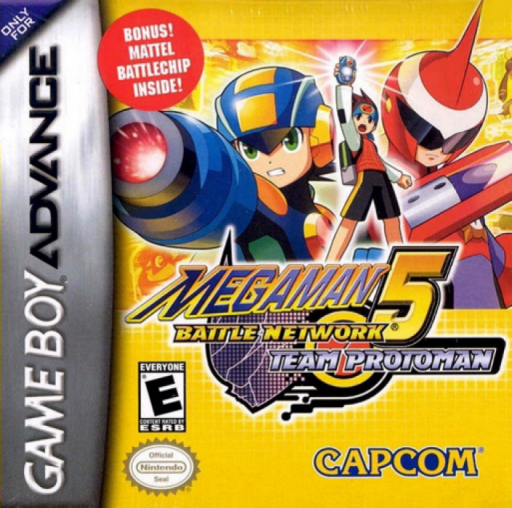 ONLY
FOR
GAME BOY ADVANCE
BONUS!
MATTEL
BATTLECHIP
INSIDE!
MEGAMAN 5
BATTLE NETWORK®
TEAM PROTOMAN
EVERYONE
E
CONTENT RATED BY
ESRB
Official
Nintendo
Seal
CAPCOM®